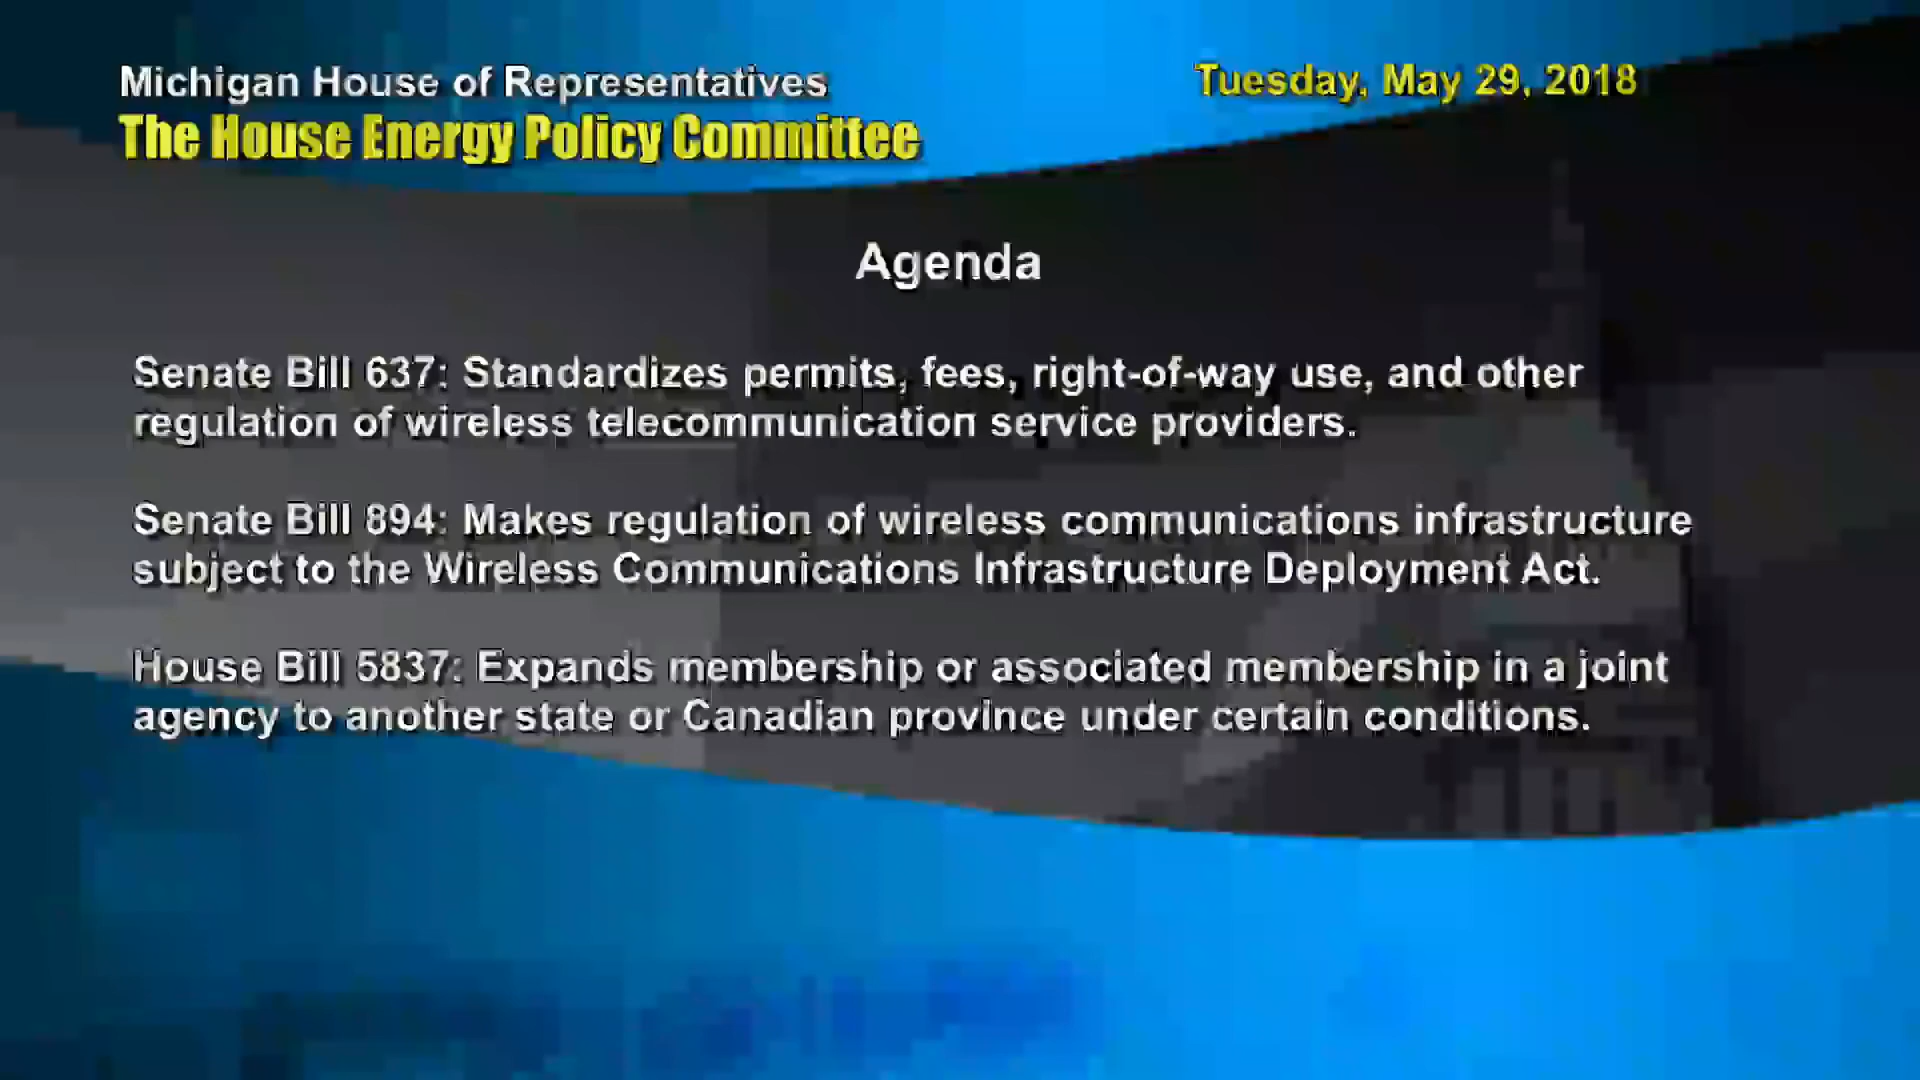 Michigan House of Representatives
Tuesday, May 29, 2018
The House Energy Policy Committee
Agenda
Senate Bill 637: Standardizes permits, fees, right-of-way use, and other
regulation of wireless telecommunication service providers.
Senate Bill 894: Makes regulation of wireless communications infrastructure
subject to the Wireless Communications Infrastructure Deployment Act.
House Bill 5837: Expands membership or associated membership in a joint
agency to another state or Canadian province under certain conditions.